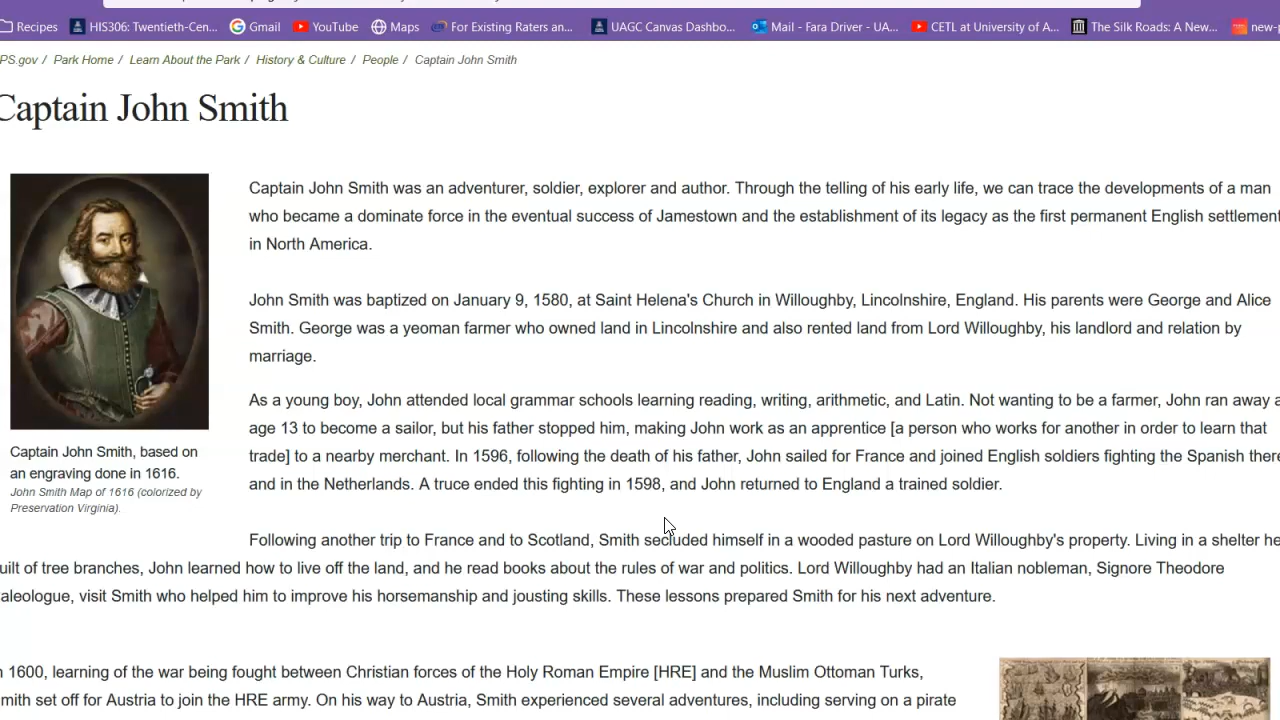 Recipes HIS306: Twentieth-Cen... Gmail YouTube Maps For Existing Raters an... UAGC Canvas Dashbo... Mail - Fara Driver - UA... CETL at University of A... The Silk Roads: A New... new-p
PS.gov / Park Home / Learn About the Park / History & Culture / People / Captain John Smith
Captain John Smith
Captain John Smith was an adventurer, soldier, explorer and author. Through the telling of his early life, we can trace the developments of a man
who became a dominate force in the eventual success of Jamestown and the establishment of its legacy as the first permanent English settlement
in North America.
John Smith was baptized on January 9, 1580, at Saint Helena's Church in Willoughby, Lincolnshire, England. His parents were George and Alice
Smith. George was a yeoman farmer who owned land in Lincolnshire and also rented land from Lord Willoughby, his landlord and relation by
marriage.
As a young boy, John attended local grammar schools learning reading, writing, arithmetic, and Latin. Not wanting to be a farmer, John ran away a
age 13 to become a sailor, but his father stopped him, making John work as an apprentice [a person who works for another in order to learn that
trade] to a nearby merchant. In 1596, following the death of his father, John sailed for France and joined English soldiers fighting the Spanish there
and in the Netherlands. A truce ended this fighting in 1598, and John returned to England a trained soldier.
Captain John Smith, based on
an engraving done in 1616.
John Smith Map of 1616 (colorized by
Preservation Virginia).
Following another trip to France and to Scotland, Smith secluded himself in a wooded pasture on Lord Willoughby's property. Living in a shelter he
uilt of tree branches, John learned how to live off the land, and he read books about the rules of war and politics. Lord Willoughby had an Italian nobleman, Signore Theodore
aleologue, visit Smith who helped him to improve his horsemanship and jousting skills. These lessons prepared Smith for his next adventure.
n 1600, learning of the war being fought between Christian forces of the Holy Roman Empire [HRE] and the Muslim Ottoman Turks,
mith set off for Austria to join the HRE army. On his way to Austria, Smith experienced several adventures, including serving on a pirate